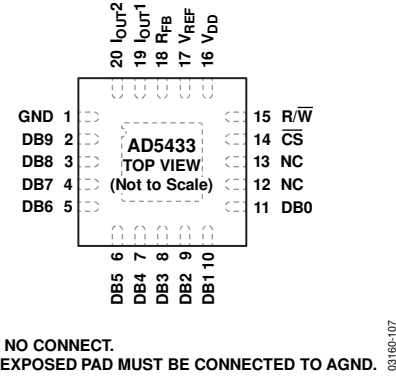 20 IOUT2
19 IOUT1
18 RFB
17 VREF
16 VDD
GND 1
DB9 2
DB8 3
DB7 4
DB6 5
AD5433
TOP VIEW
(Not to Scale)
15 R/W̅
14 C̅S̅
13 NC
12 NC
11 DB0
DB5 6
DB4 7
DB3 8
DB2 9
DB1 10
NO CONNECT.
EXPOSED PAD MUST BE CONNECTED TO AGND.
03160-107